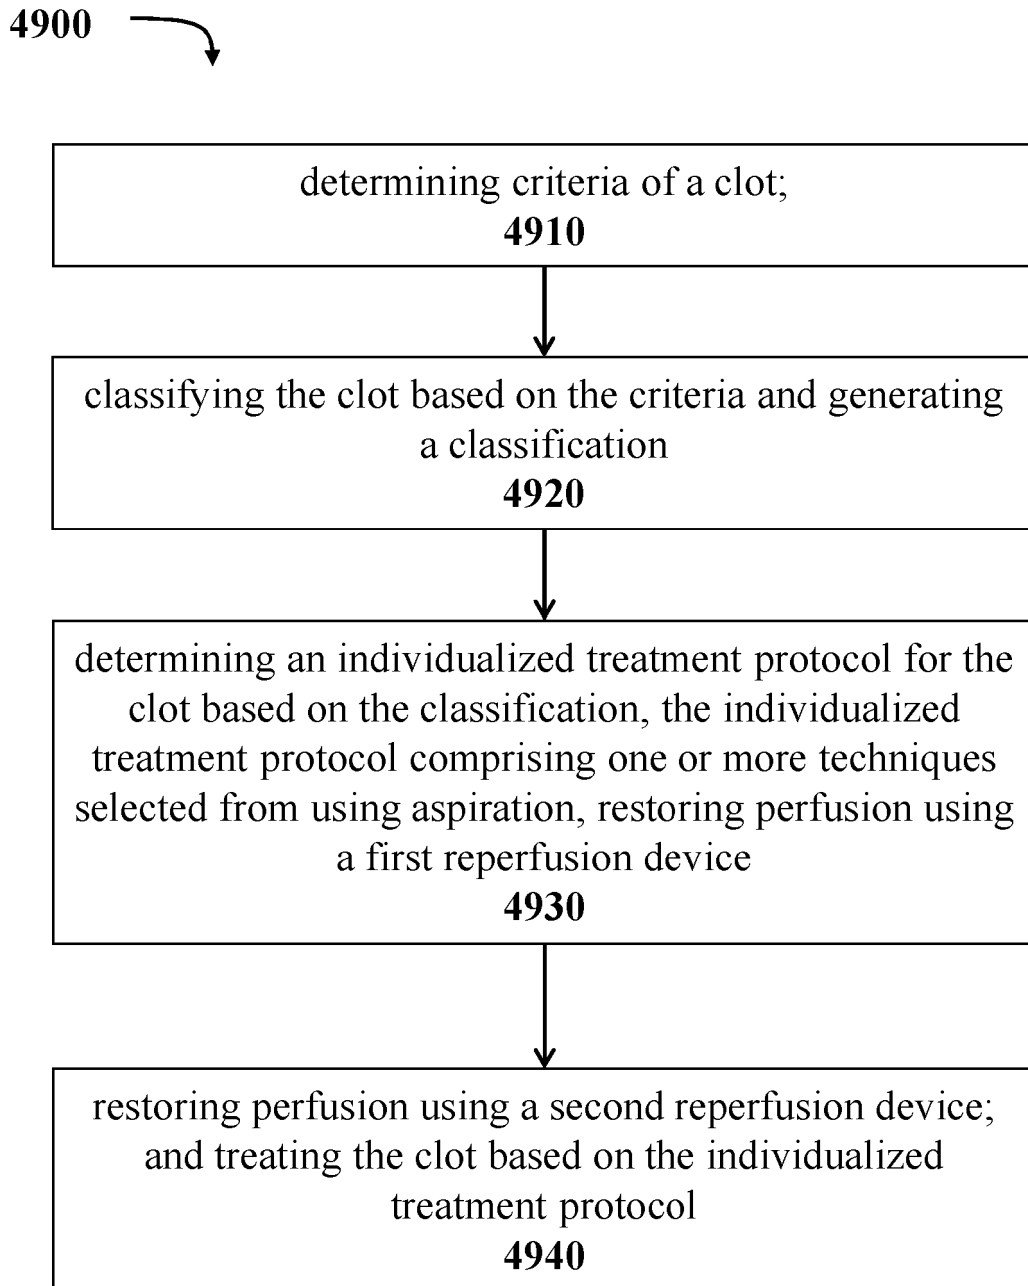 4900
determining criteria of a clot;
4910
classifying the clot based on the criteria and generating
a classification
4920
determining an individualized treatment protocol for the
clot based on the classification, the individualized
treatment protocol comprising one or more techniques
selected from using aspiration, restoring perfusion using
a first reperfusion device
4930
restoring perfusion using a second reperfusion device;
and treating the clot based on the individualized
treatment protocol
4940